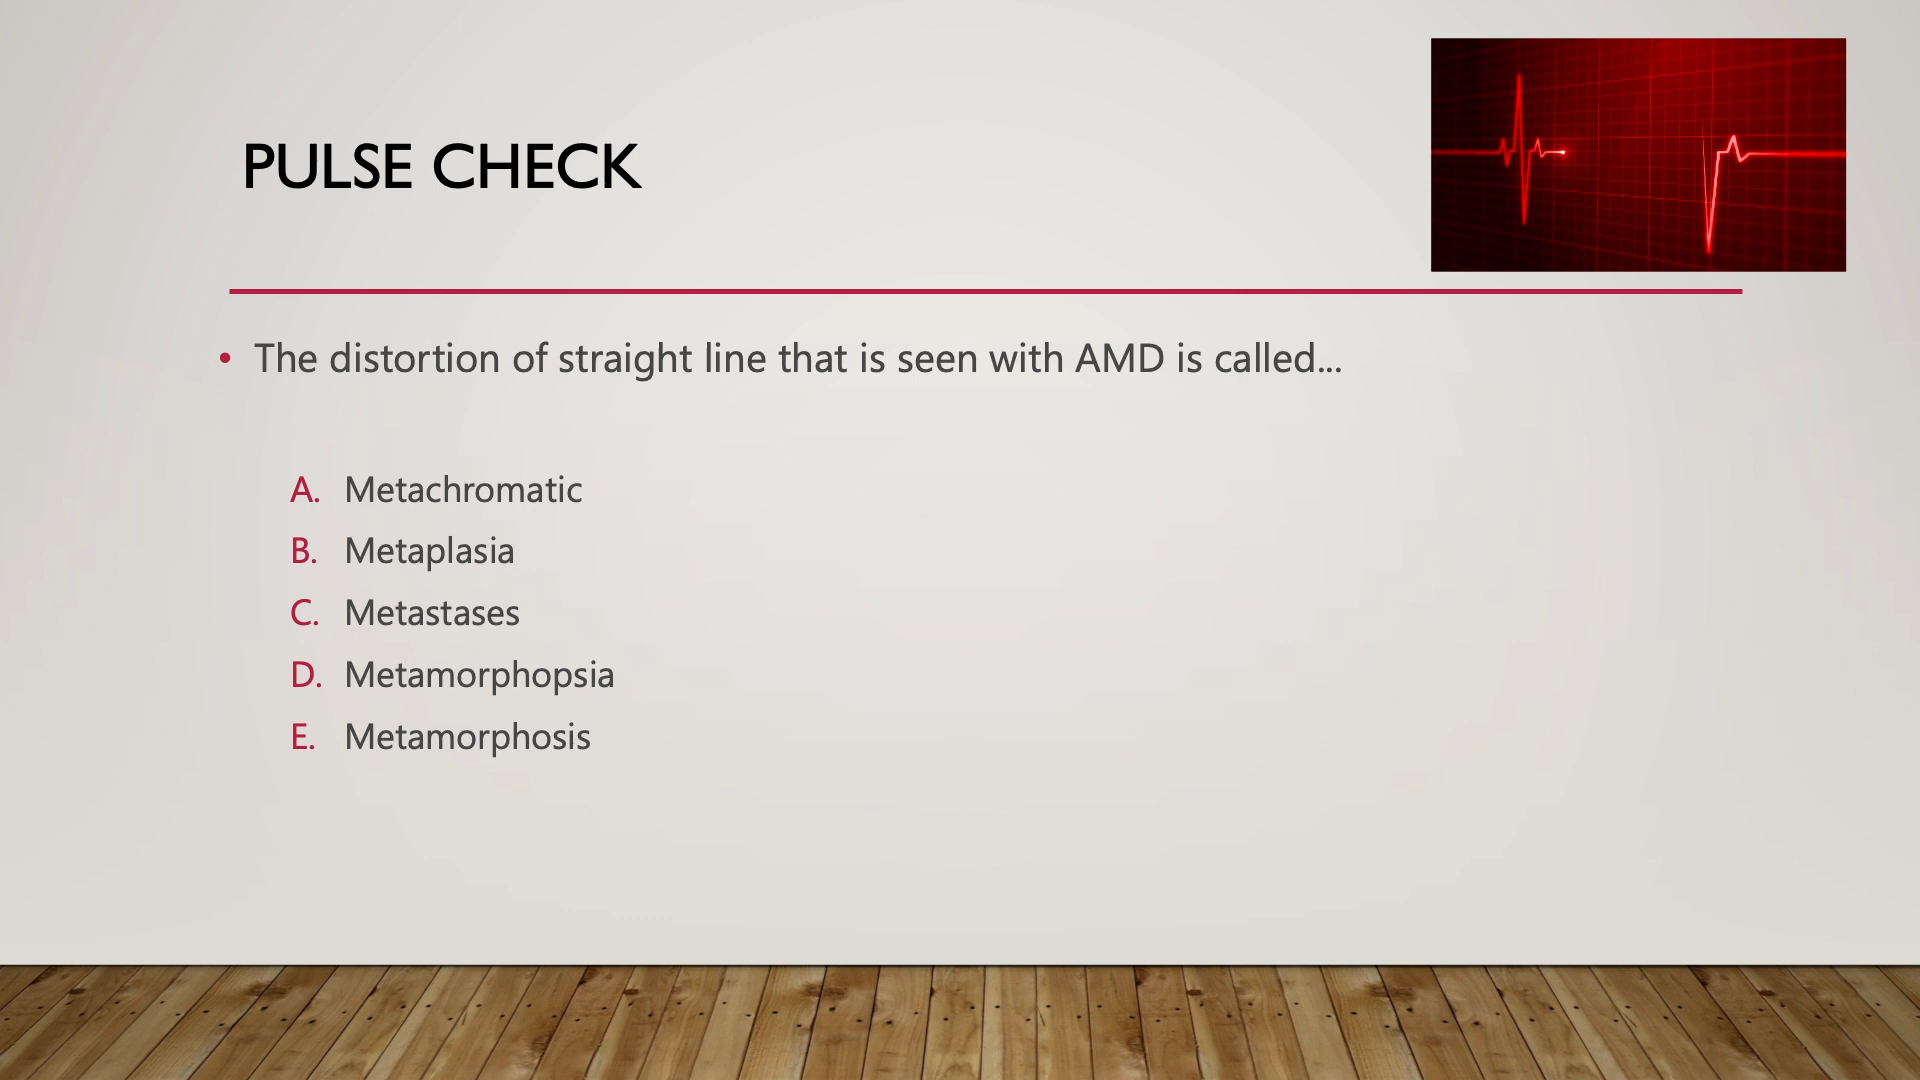 PULSE CHECK
• The distortion of straight line that is seen with AMD is called...
A. Metachromatic
B. Metaplasia
C. Metastases
D. Metamorphopsia
E. Metamorphosis